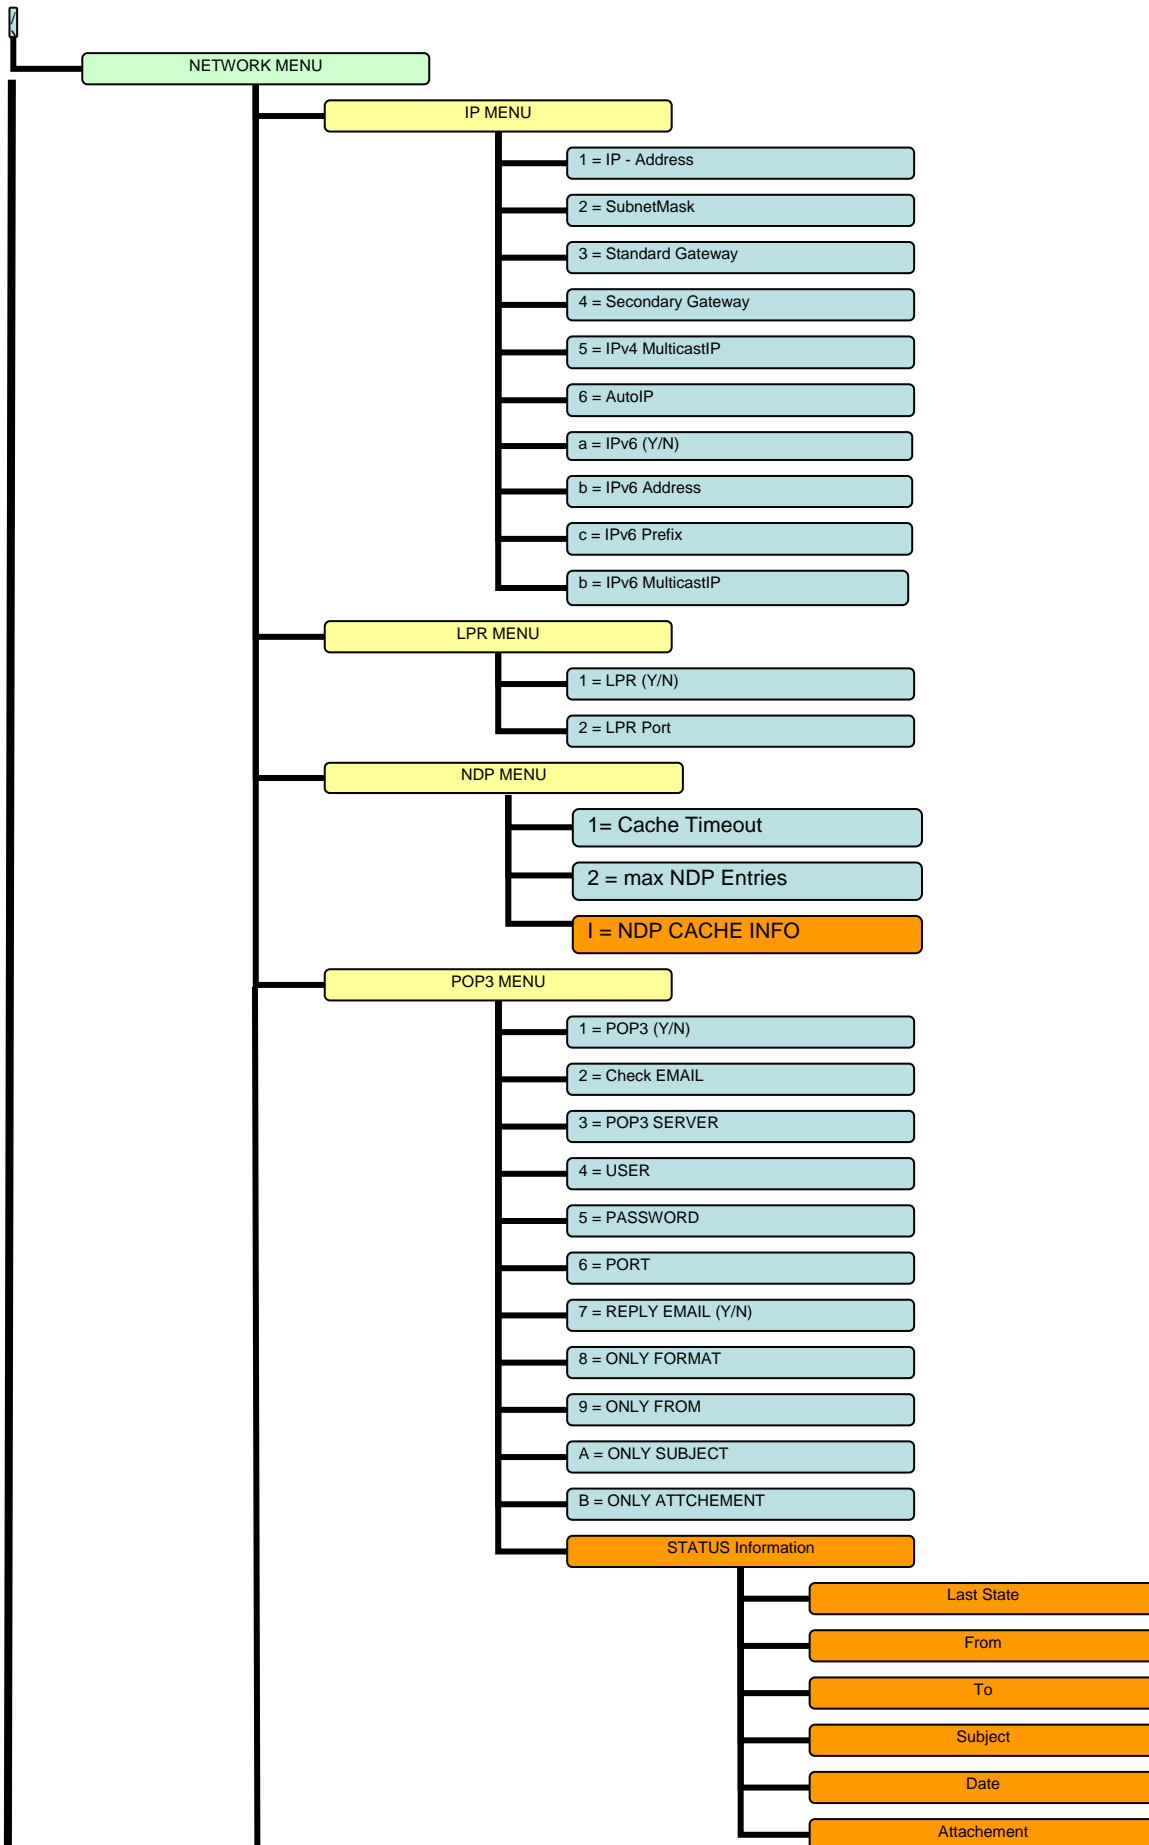 NETWORK MENU
IP MENU
1 = IP - Address
2 = SubnetMask
3 = Standard Gateway
4 = Secondary Gateway
5 = IPv4 MulticastIP
6 = AutoIP
a = IPv6 (Y/N)
b = IPv6 Address
c = IPv6 Prefix
b = IPv6 MulticastIP
LPR MENU
1 = LPR (Y/N)
2 = LPR Port
NDP MENU
1= Cache Timeout
2 = max NDP Entries
I = NDP CACHE INFO
POP3 MENU
1 = POP3 (Y/N)
2 = Check EMAIL
3 = POP3 SERVER
4 = USER
5 = PASSWORD
6 = PORT
7 = REPLY EMAIL (Y/N)
8 = ONLY FORMAT
9 = ONLY FROM
A = ONLY SUBJECT
B = ONLY ATTCHEMENT
STATUS Information
Last State
From
To
Subject
Date
Attachement